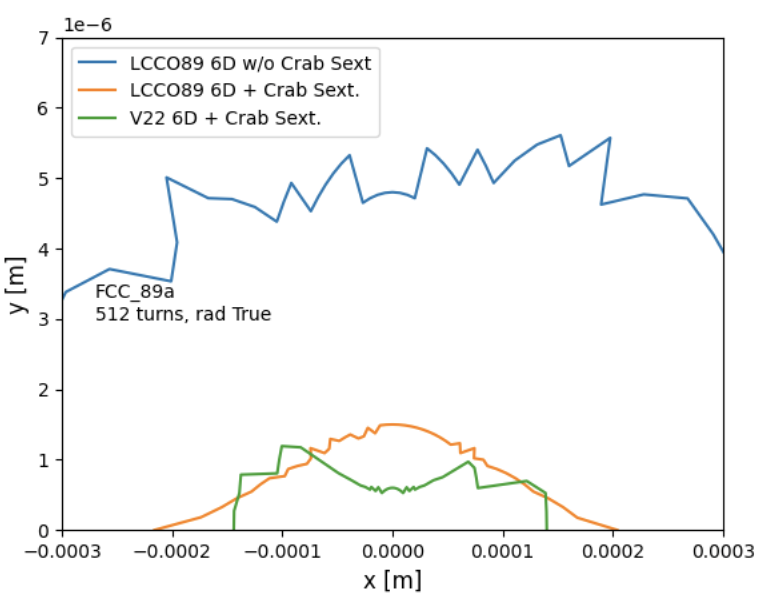 1e−6
7
6
5
4
3
2
1
0
y [m]
LCCO89 6D w/o Crab Sext
LCCO89 6D + Crab Sext.
V22 6D + Crab Sext.
FCC_89a
512 turns, rad True
−0.0003 −0.0002 −0.0001 0.0000 0.0001 0.0002 0.0003
x [m]